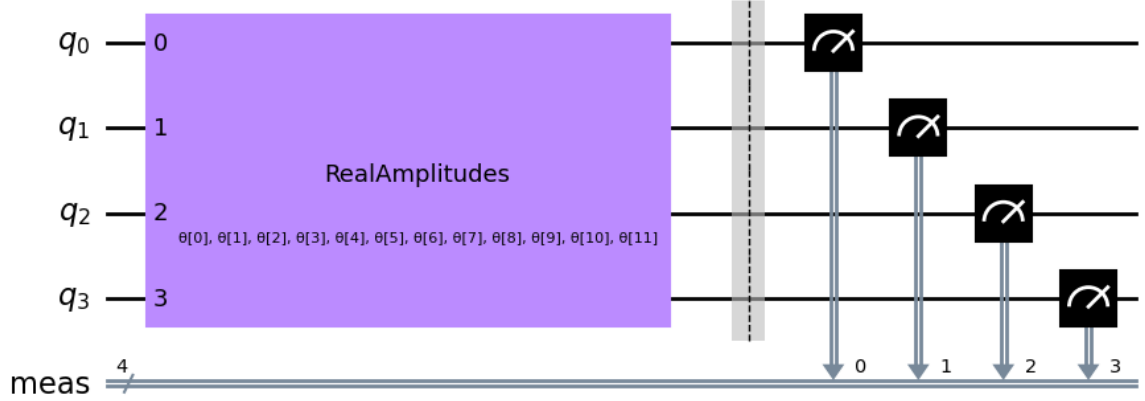 q0 0
q1 1
RealAmplitudes
q2 2
θ[0], θ[1], θ[2], θ[3], θ[4], θ[5], θ[6], θ[7], θ[8], θ[9], θ[10], θ[11]
q3 3
4 0 1 2 3
meas